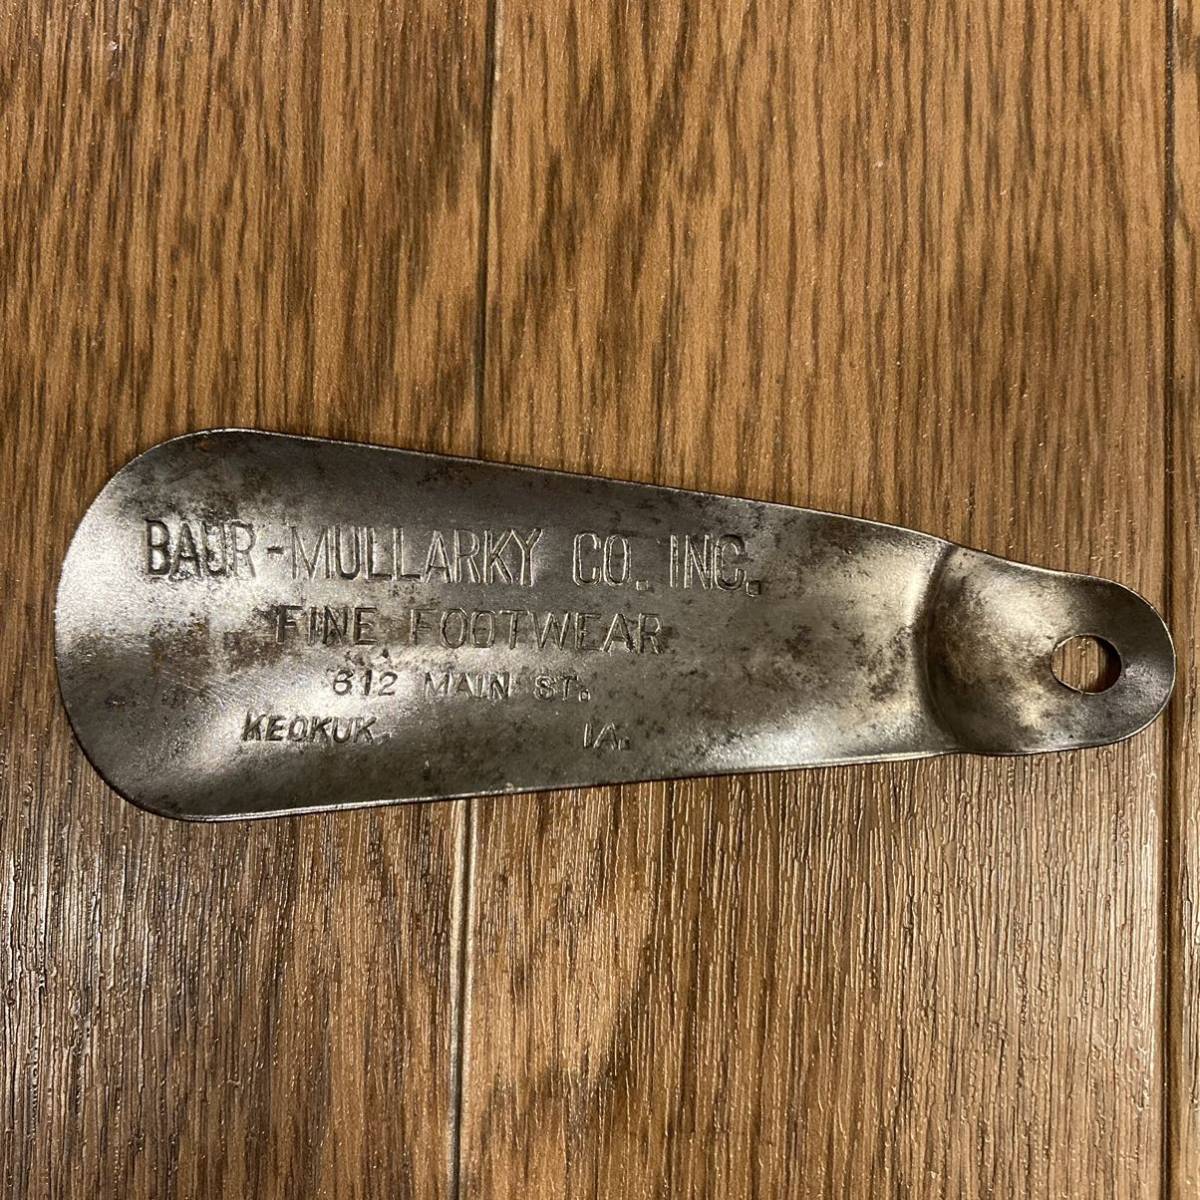 BAUR-MULLARKY CO. INC.
FINE FOOTWEAR
612 MAIN ST.
KEOKUK, IA.